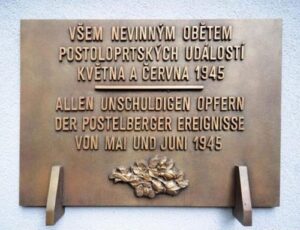 VŠEM NEVINNÝM OBĚTEM
POSTOLOPRTSKÝCH UDÁLOSTÍ
KVĚTNA A ČERVNA 1945
ALLEN UNSCHULDIGEN OPFERN
DER POSTELBERGER EREIGNISSE
VON MAI UND JUNI 1945